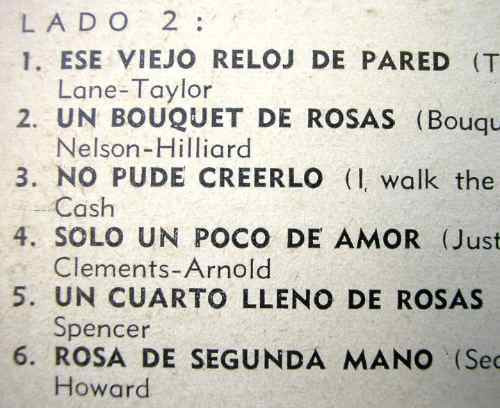 LADO 2:
1. ESE VIEJO RELOJ DE PARED (T
Lane-Taylor
2. UN BOUQUET DE ROSAS (Bouqu
Nelson-Hilliard
3. NO PUDE CREERLO (I walk the
Cash
4. SOLO UN POCO DE AMOR (Just
Clements-Arnold
5. UN CUARTO LLENO DE ROSAS
Spencer
6. ROSA DE SEGUNDA MANO (Sec
Howard